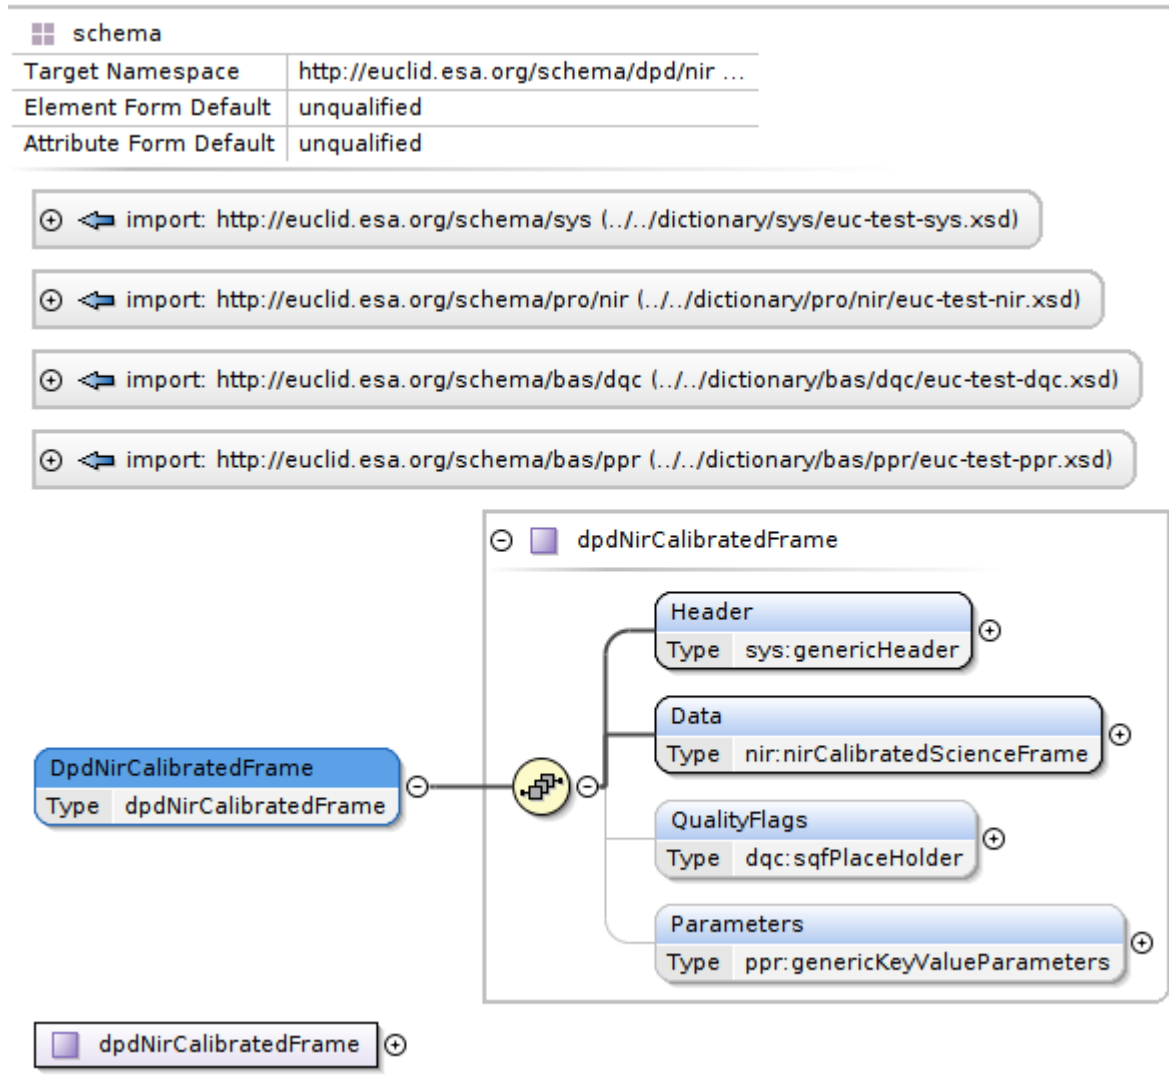 schema
Target Namespace http://euclid.esa.org/schema/dpd/nir ...
Element Form Default unqualified
Attribute Form Default unqualified
import: http://euclid.esa.org/schema/sys (../../dictionary/sys/euc-test-sys.xsd)
import: http://euclid.esa.org/schema/pro/nir (../../dictionary/pro/nir/euc-test-nir.xsd)
import: http://euclid.esa.org/schema/bas/dqc (../../dictionary/bas/dqc/euc-test-dqc.xsd)
import: http://euclid.esa.org/schema/bas/ppr (../../dictionary/bas/ppr/euc-test-ppr.xsd)
dpdNirCalibratedFrame
Header
Type sys:genericHeader
Data
Type nir:nirCalibratedScienceFrame
DpdNirCalibratedFrame
Type dpdNirCalibratedFrame
QualityFlags
Type dqc:sqfPlaceHolder
Parameters
Type ppr:genericKeyValueParameters
dpdNirCalibratedFrame